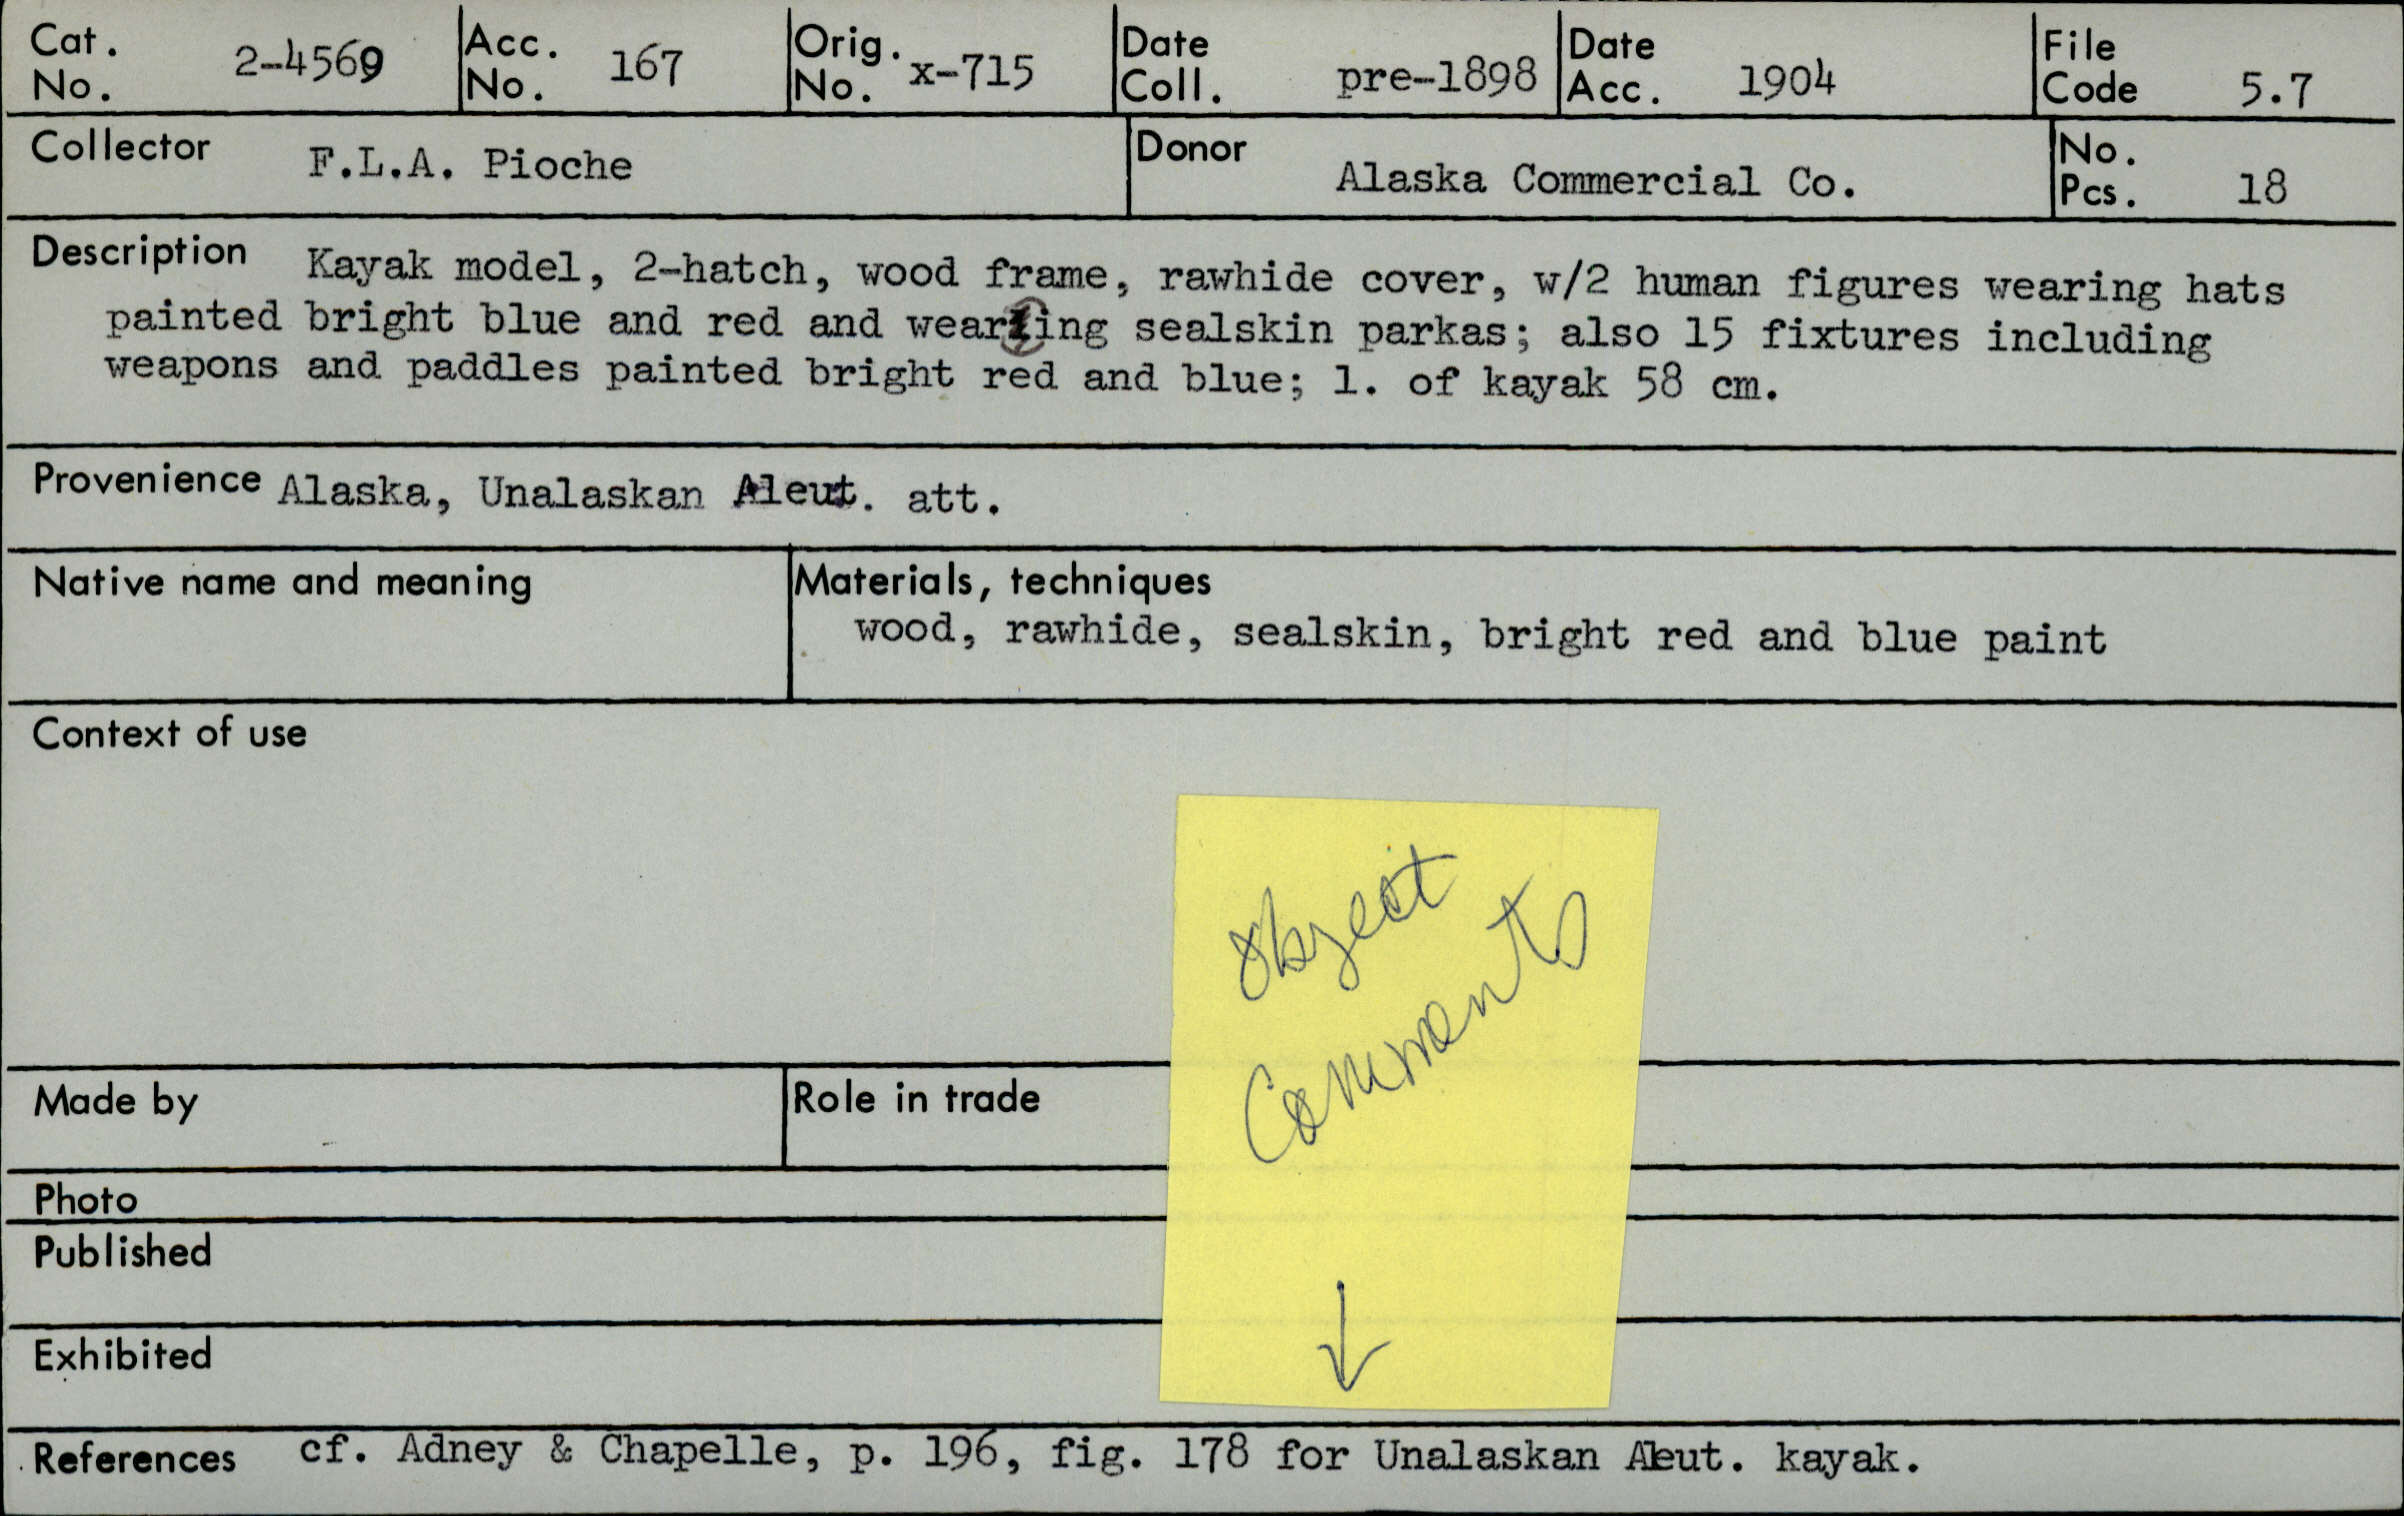 Cat. No. 2-4569 Acc. No. 167 Orig. No. x-715 Date Coll. pre-1898 Date Acc. 1904 File Code 5.7
Collector F.L.A. Pioche Donor Alaska Commercial Co. No. Pcs. 18
Description Kayak model, 2-hatch, wood frame, rawhide cover, w/2 human figures wearing hats
painted bright blue and red and wearing sealskin parkas; also 15 fixtures including
weapons and paddles painted bright red and blue; l. of kayak 58 cm.
Provenience Alaska, Unalaskan Aleut. att.
Native name and meaning Materials, techniques
wood, rawhide, sealskin, bright red and blue paint
Context of use
Object
Comments
↓
Made by Role in trade
Photo
Published
Exhibited
References cf. Adney & Chapelle, p. 196, fig. 178 for Unalaskan Aleut. kayak.